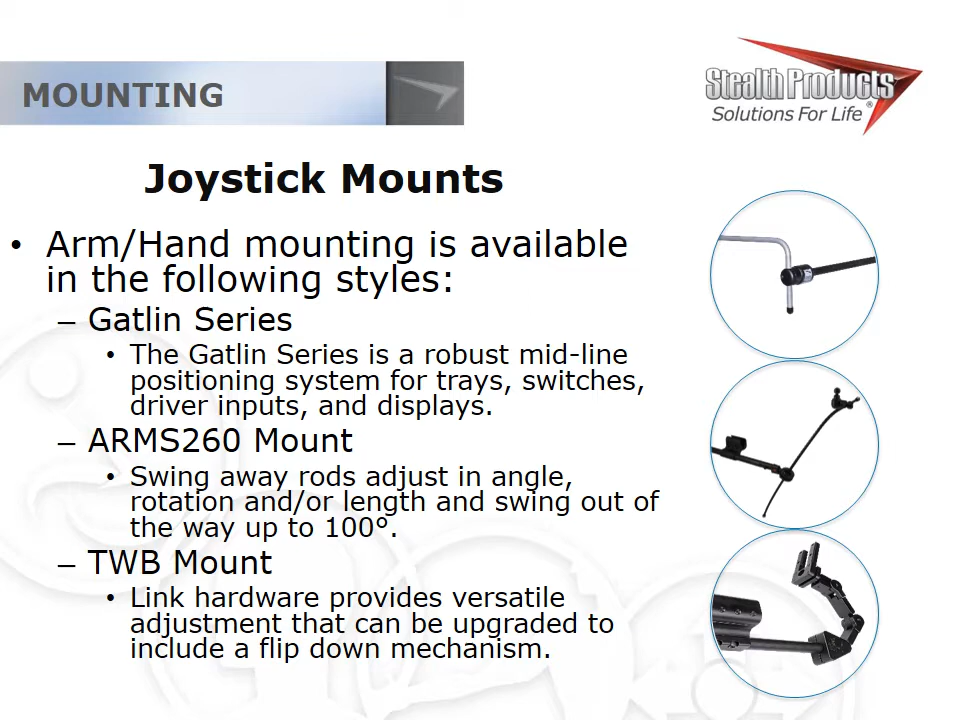 MOUNTING
Stealth Products
®
Solutions For Life
Joystick Mounts
• Arm/Hand mounting is available
in the following styles:
– Gatlin Series
• The Gatlin Series is a robust mid-line
positioning system for trays, switches,
driver inputs, and displays.
– ARMS260 Mount
• Swing away rods adjust in angle,
rotation and/or length and swing out of
the way up to 100°.
– TWB Mount
• Link hardware provides versatile
adjustment that can be upgraded to
include a flip down mechanism.